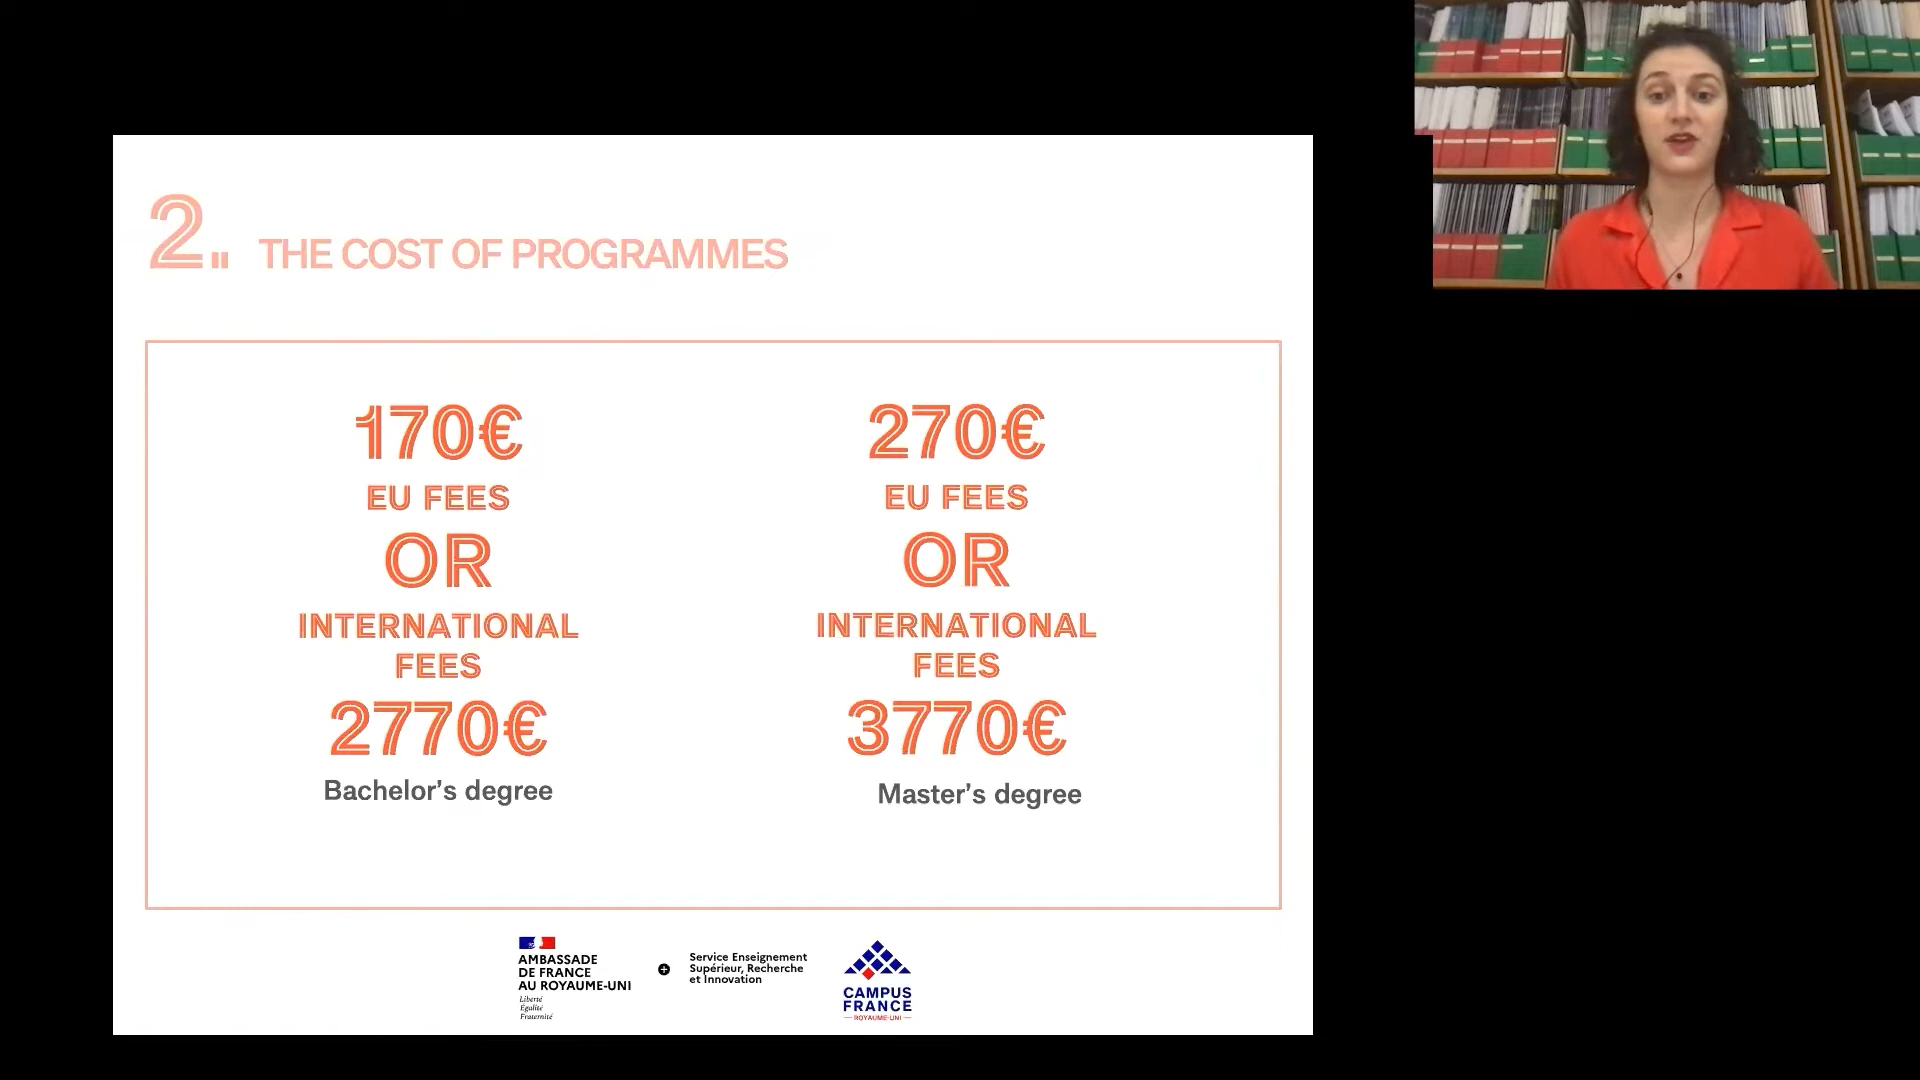 2. THE COST OF PROGRAMMES
170€
EU FEES
OR
INTERNATIONAL
FEES
2770€
Bachelor's degree
270€
EU FEES
OR
INTERNATIONAL
FEES
3770€
Master's degree
AMBASSADE
DE FRANCE
AU ROYAUME-UNI
Liberté
Égalité
Fraternité
Service Enseignement
Supérieur, Recherche
et Innovation
CAMPUS
FRANCE
ROYAUME-UNI